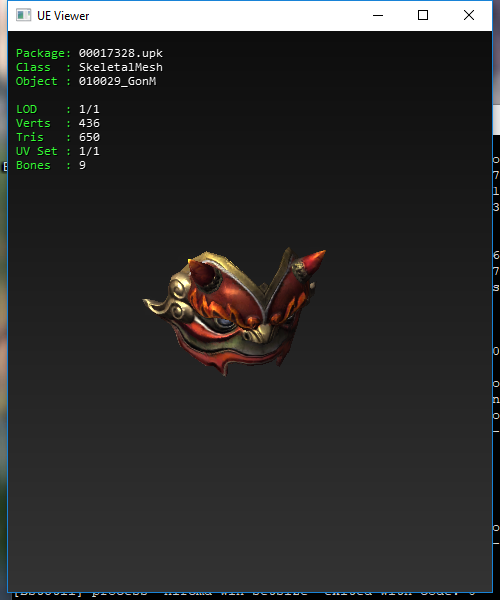 UE Viewer
Package: 00017328.upk
Class : SkeletalMesh
Object : 010029_GonM
LOD : 1/1
Verts : 436
Tris : 650
UV Set : 1/1
Bones : 9